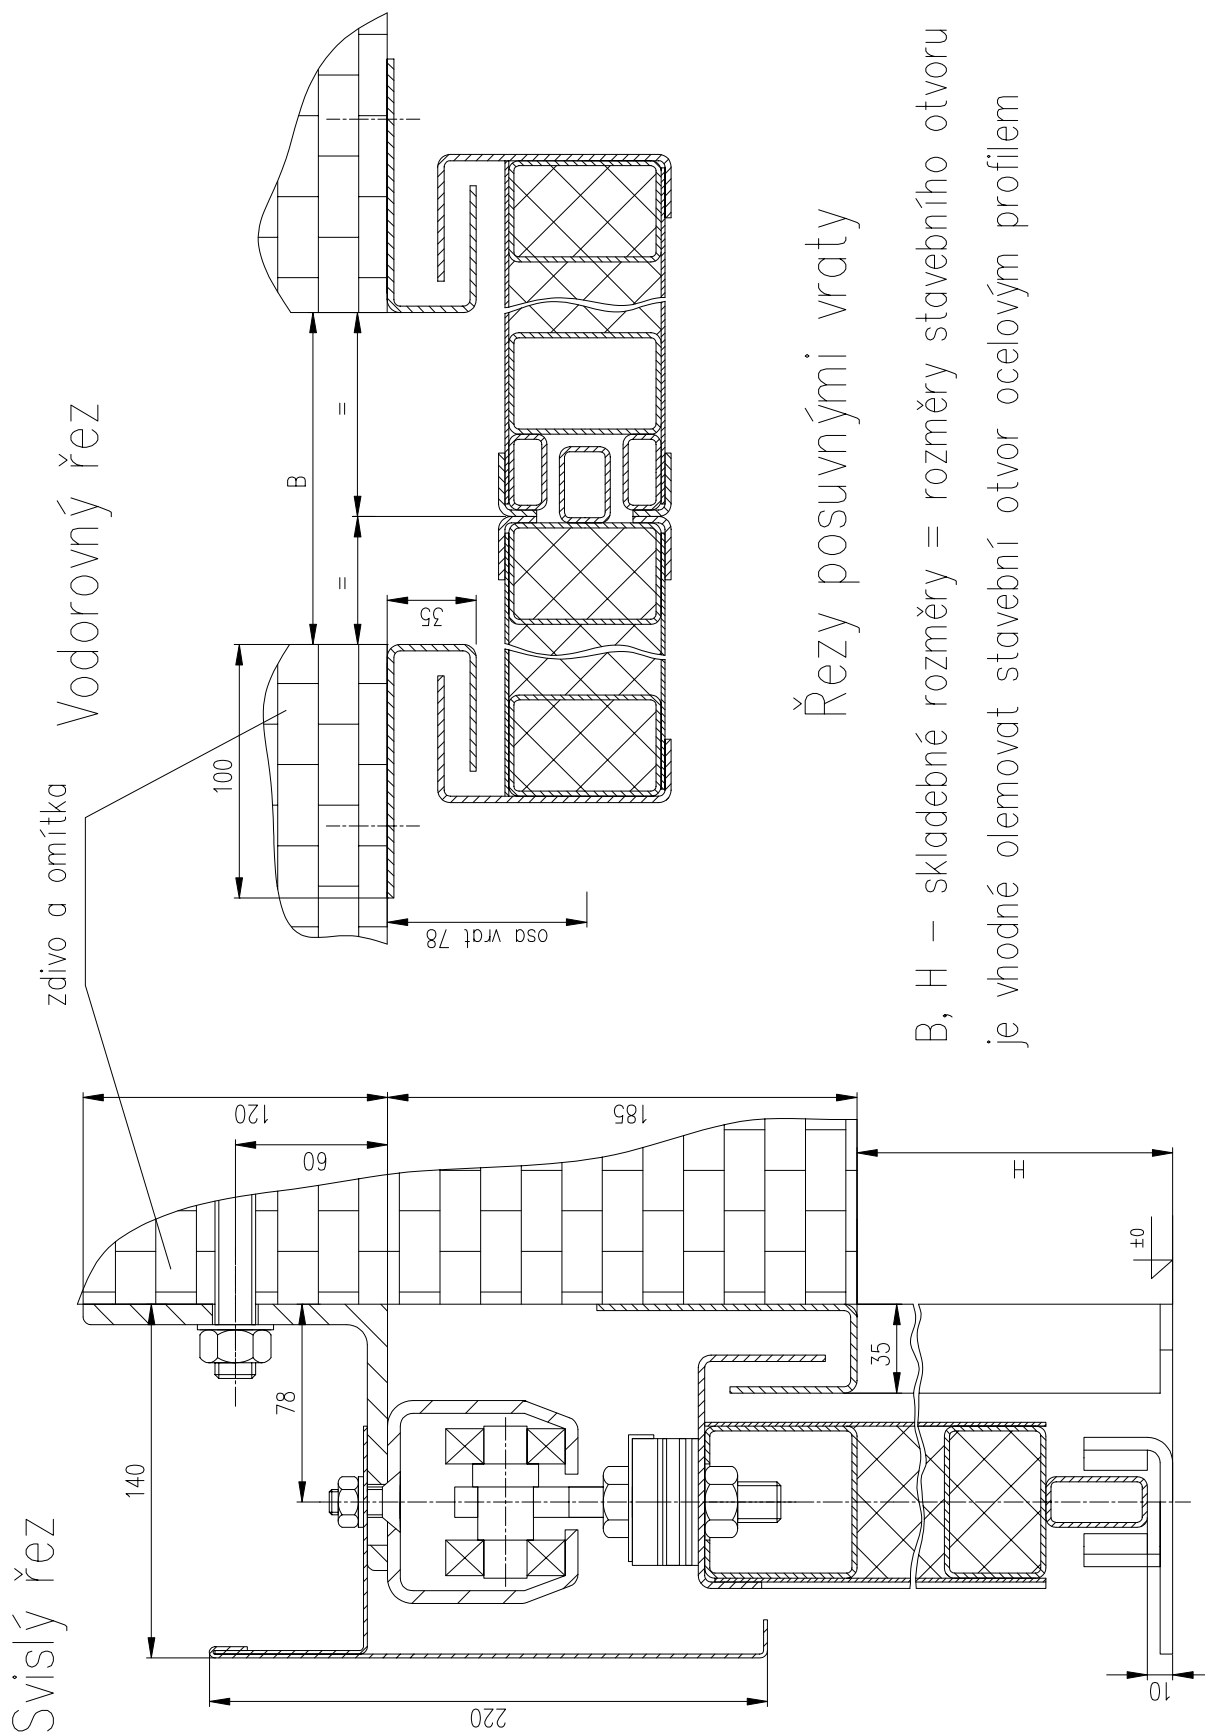 Svislý řez
140
78
220
120
60
185
35
H
±0
10
zdivo a omítka
Vodorovný řez
100
B
=
=
35
osa vrat 78
Řezy posuvnými vraty
B, H – skladebné rozměry = rozměry stavebního otvoru
je vhodné olemovat stavební otvor ocelovým profilem